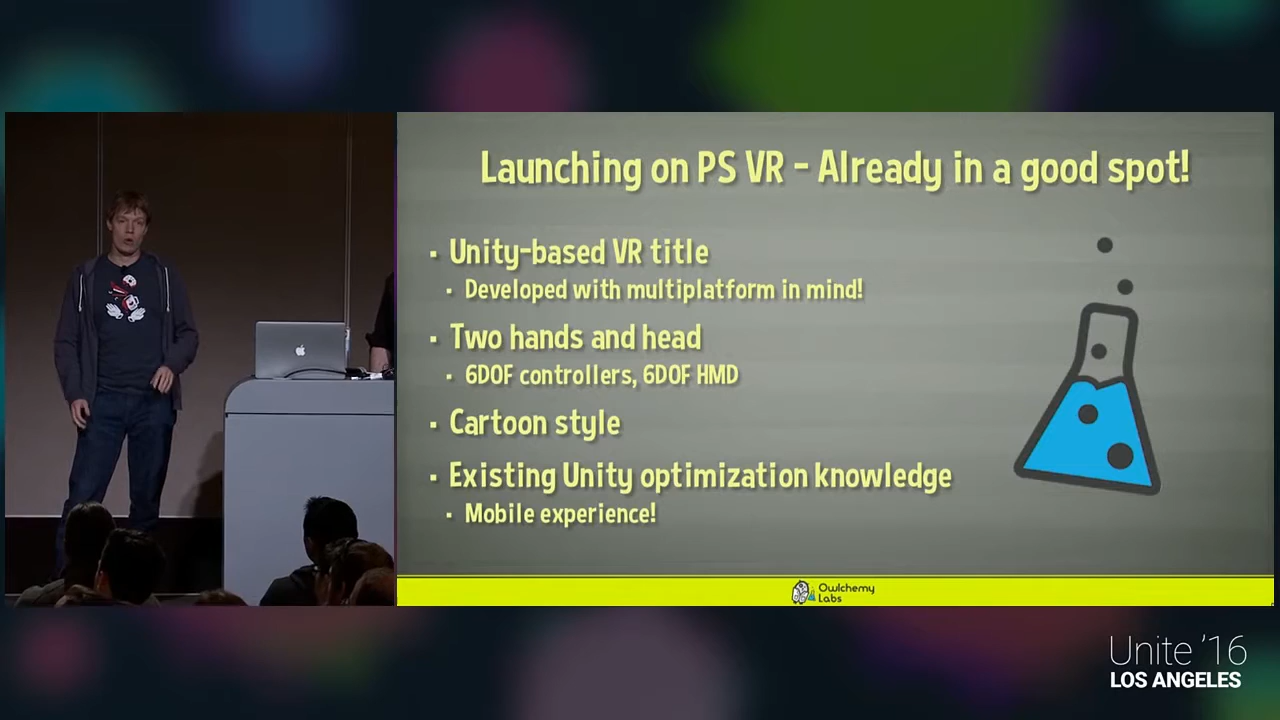 Launching on PS VR - Already in a good spot!
▪ Unity-based VR title
▪ Developed with multiplatform in mind!
▪ Two hands and head
▪ 6DOF controllers, 6DOF HMD
▪ Cartoon style
▪ Existing Unity optimization knowledge
▪ Mobile experience!
Owlchemy
Labs
Unite '16
LOS ANGELES